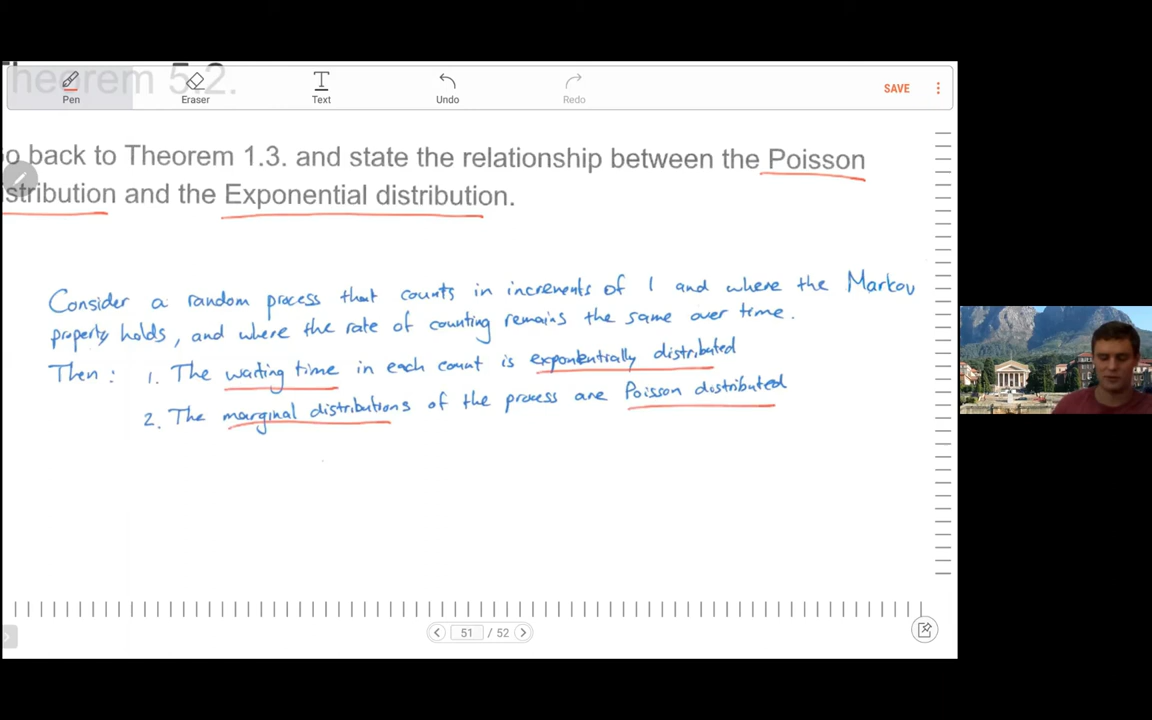 heorem 5.2.
Pen Eraser Text Undo Redo SAVE
o back to Theorem 1.3. and state the relationship between the Poisson
stribution and the Exponential distribution.
Consider a random process that counts in increments of 1 and where the Markov
property holds, and where the rate of counting remains the same over time.
Then : 1. The waiting time in each count is exponentially distributed
2. The marginal distributions of the process are Poisson distributed
51 / 52